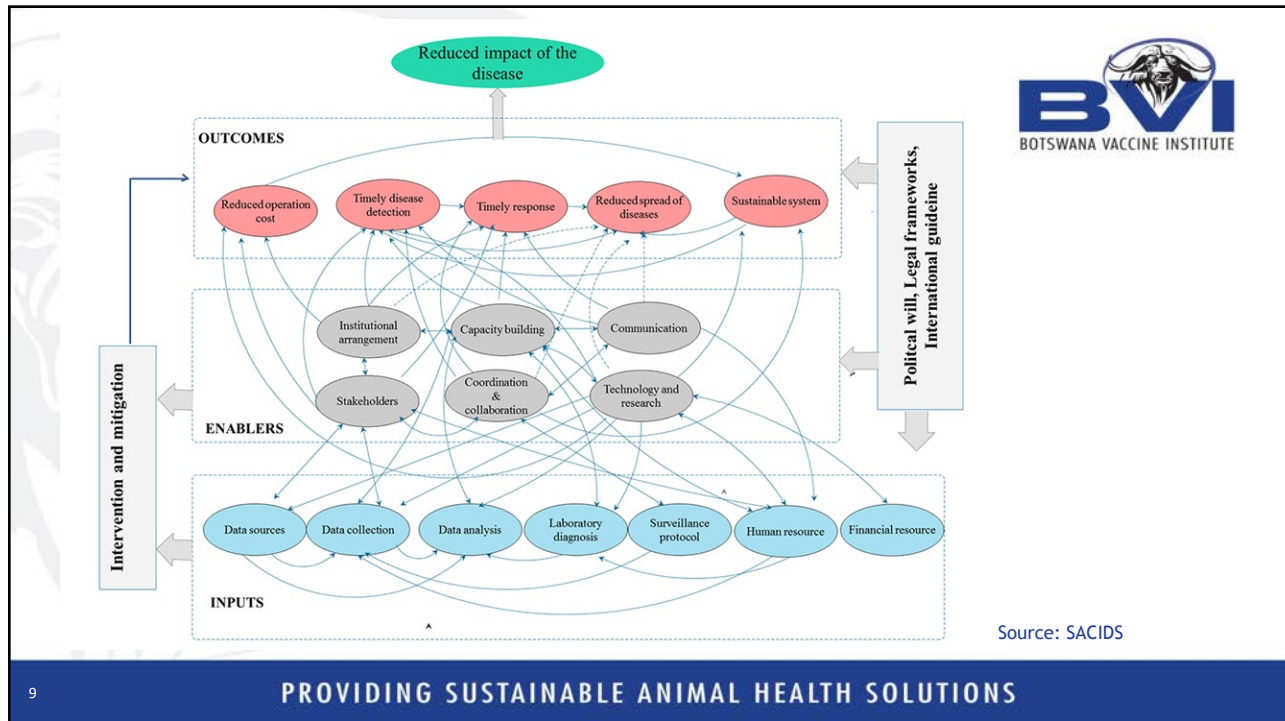 Reduced impact of the
disease
BVI
BOTSWANA VACCINE INSTITUTE
OUTCOMES
Reduced operation
cost
Timely disease
detection
Timely response
Reduced spread of
diseases
Sustainable system
Politcal will, Legal frameworks,
International guideine
Institutional
arrangement
Capacity building
Communication
Stakeholders
Coordination
&
collaboration
Technology and
research
ENABLERS
Intervention and mitigation
Data sources
Data collection
Data analysis
Laboratory
diagnosis
Surveillance
protocol
Human resource
Financial resource
INPUTS
Source: SACIDS
9
PROVIDING SUSTAINABLE ANIMAL HEALTH SOLUTIONS